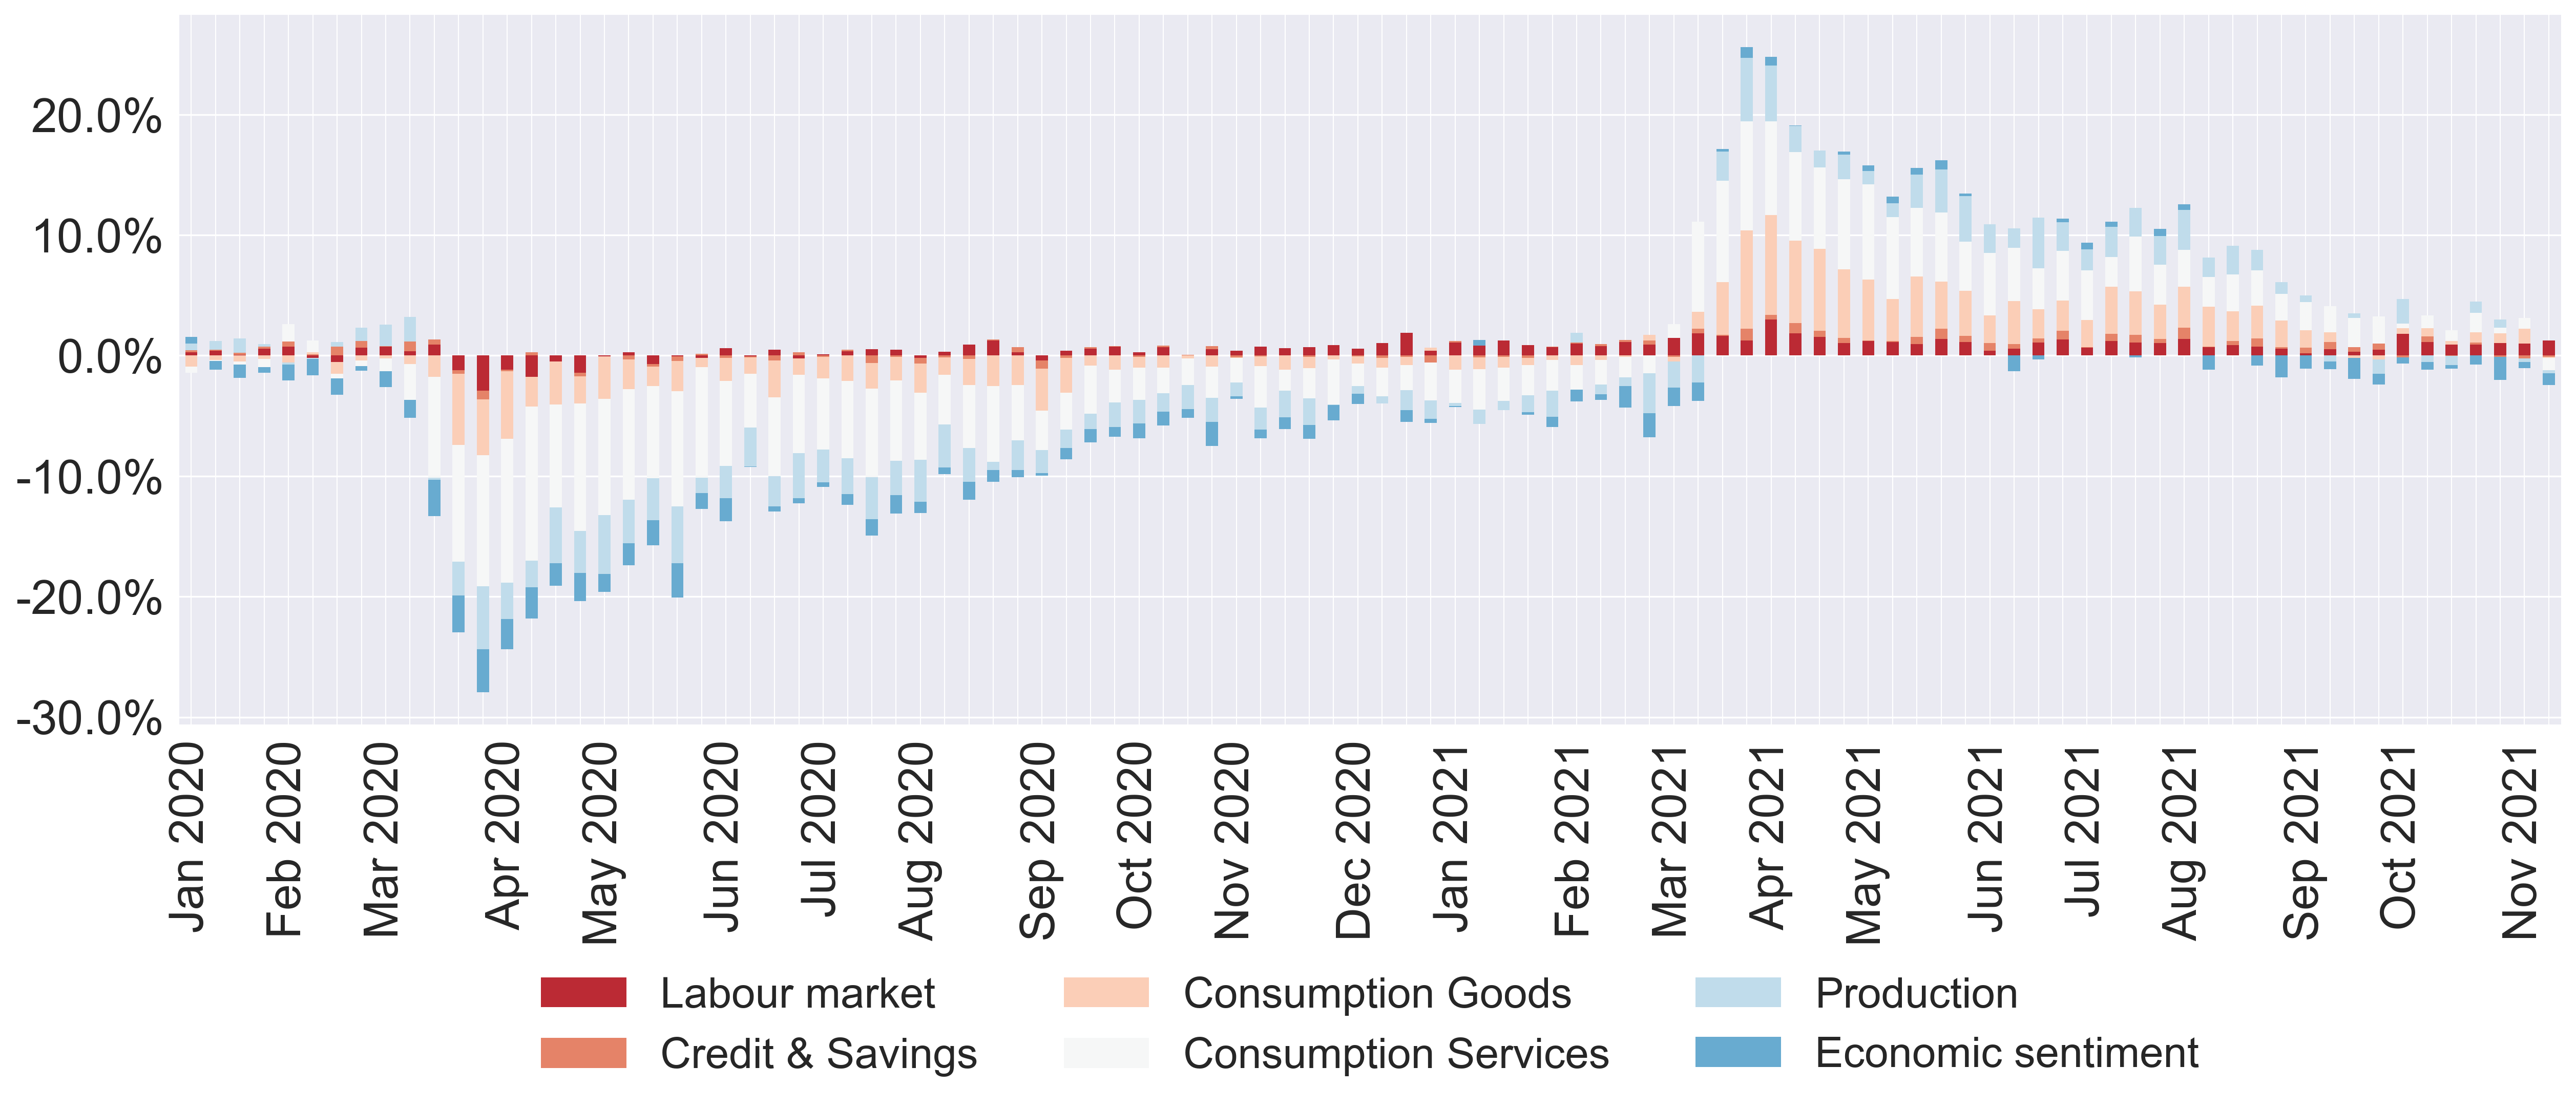 20.0%
10.0%
0.0%
-10.0%
-20.0%
-30.0%
Jan 2020
Feb 2020
Mar 2020
Apr 2020
May 2020
Jun 2020
Jul 2020
Aug 2020
Sep 2020
Oct 2020
Nov 2020
Dec 2020
Jan 2021
Feb 2021
Mar 2021
Apr 2021
May 2021
Jun 2021
Jul 2021
Aug 2021
Sep 2021
Oct 2021
Nov 2021
Labour market
Credit & Savings
Consumption Goods
Consumption Services
Production
Economic sentiment